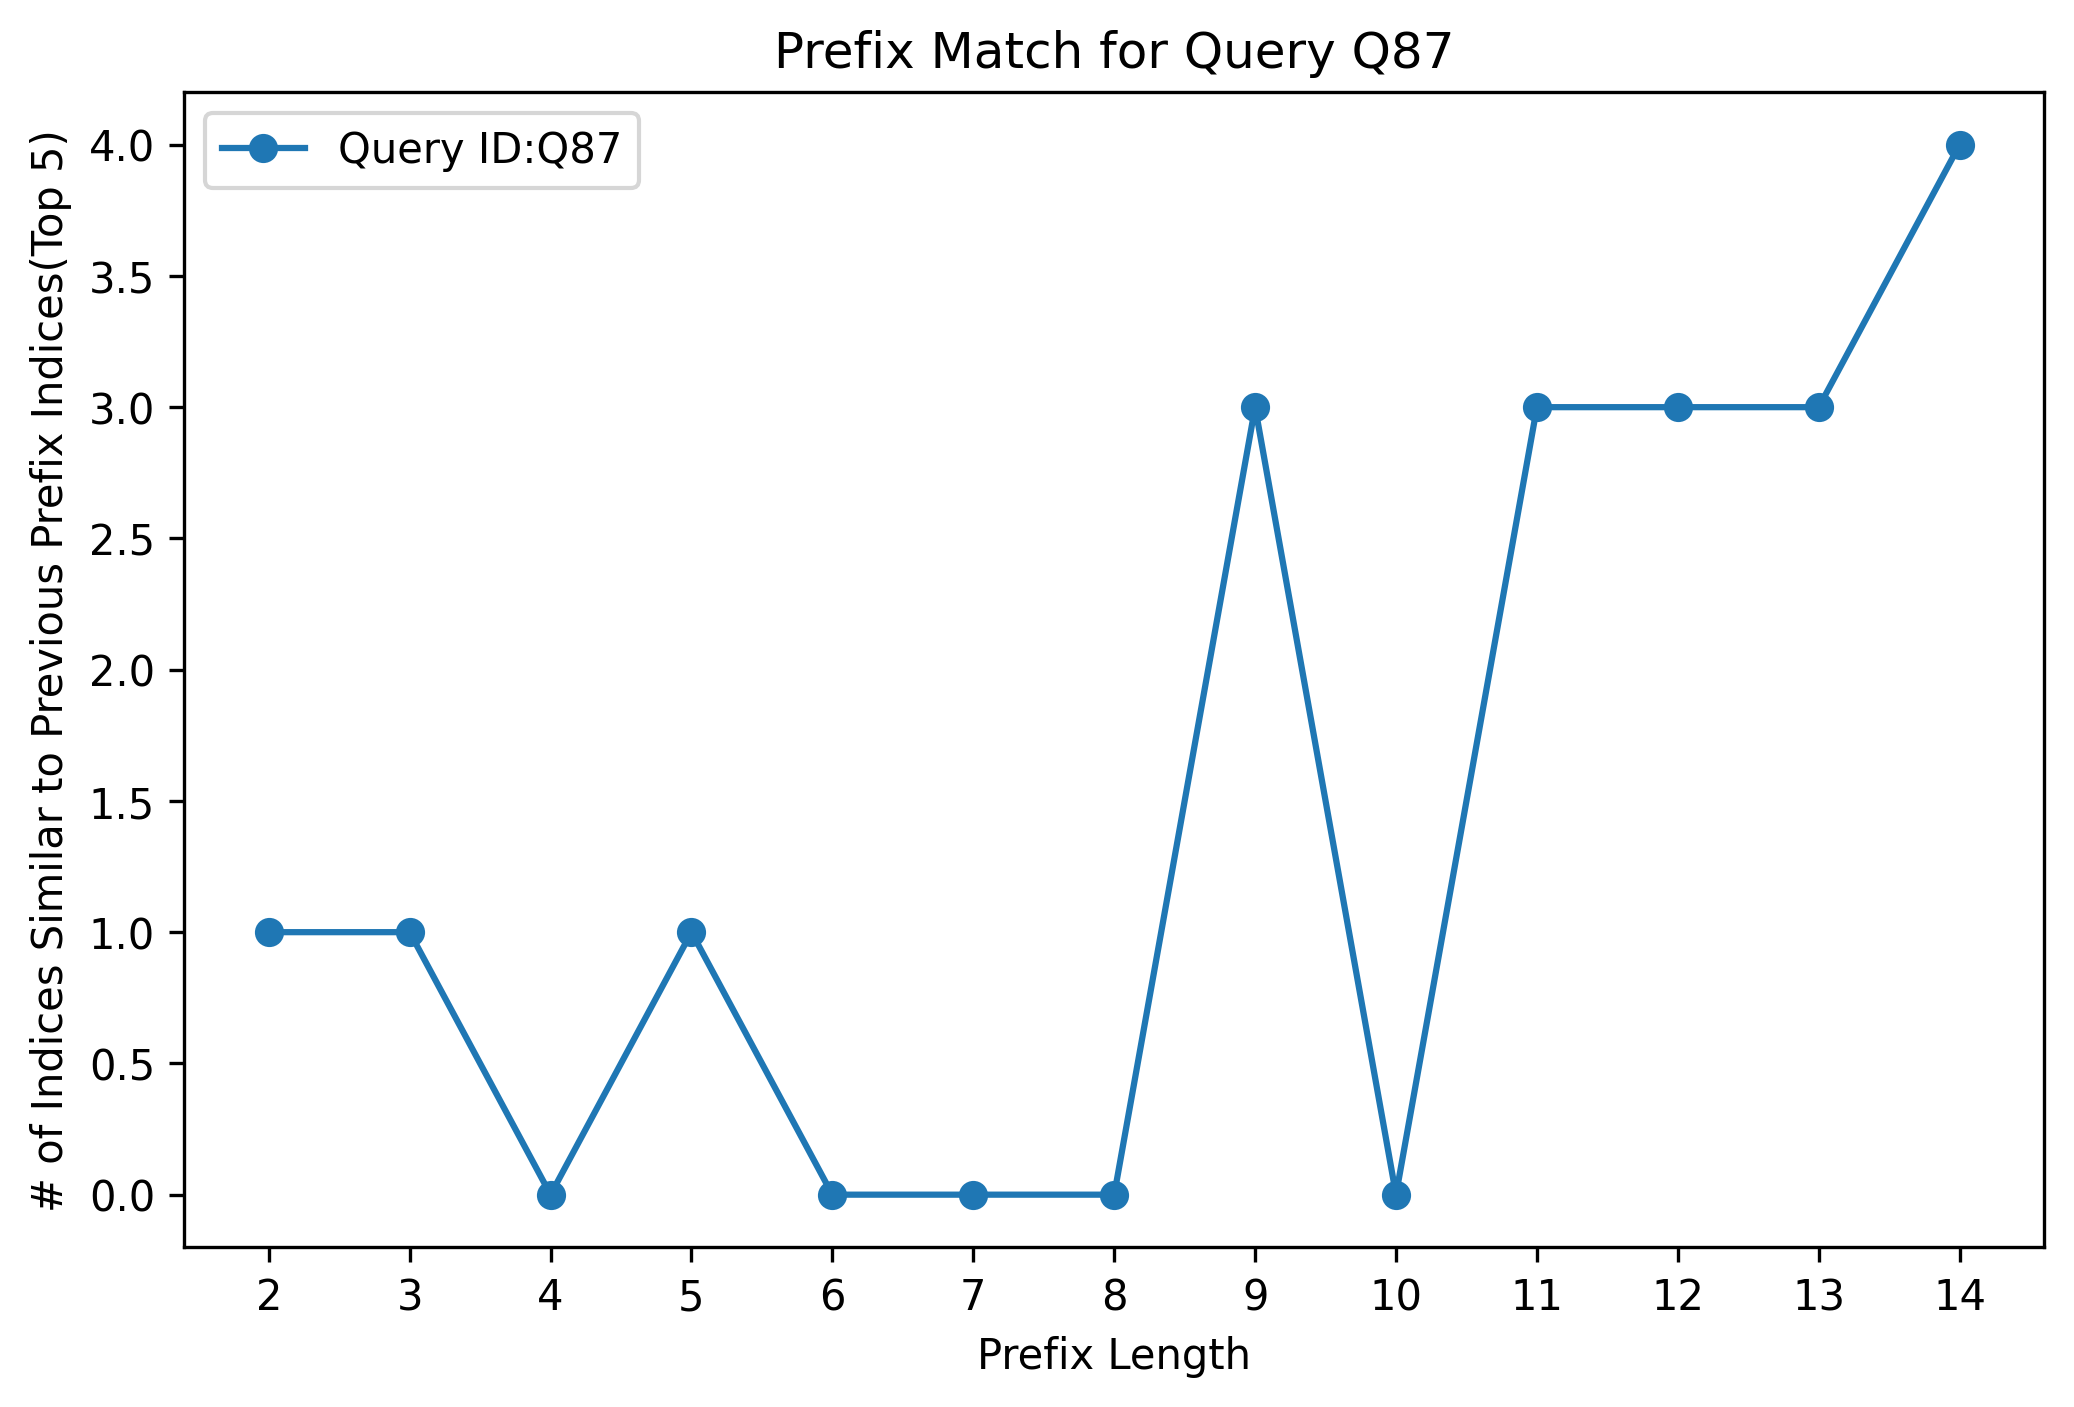 Prefix Match for Query Q87
Query ID:Q87
# of Indices Similar to Previous Prefix Indices(Top 5)
4.0
3.5
3.0
2.5
2.0
1.5
1.0
0.5
0.0
2 3 4 5 6 7 8 9 10 11 12 13 14
Prefix Length